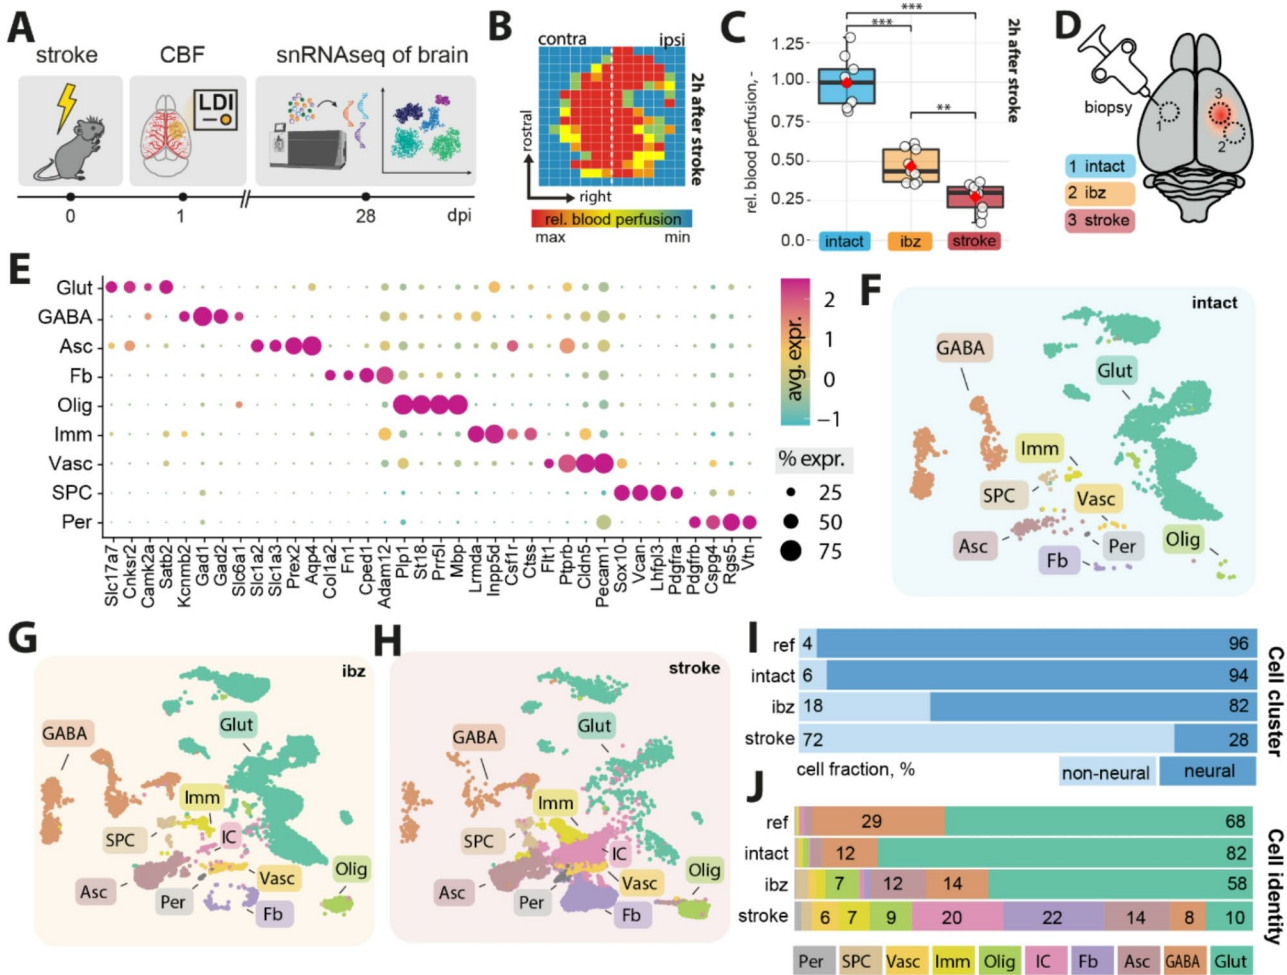 A
stroke
CBF
snRNAseq of brain
LDI
0
1
28
dpi
B
contra
ipsi
2h after stroke
rostral
right
rel. blood perfusion
max
min
C
***
***
**
2h after stroke
rel. blood perfusion, -
1.25
1.00
0.75
0.50
0.25
0.0
intact
ibz
stroke
D
biopsy
1
3
2
1 intact
2 ibz
3 stroke
E
Glut
GABA
Asc
Fb
Olig
Imm
Vasc
SPC
Per
Slc17a7
Cnksr2
Camk2a
Satb2
Kcnmb2
Gad1
Gad2
Slc6a1
Slc1a2
Slc1a3
Prex2
Aqp4
Col1a2
Fn1
Cped1
Adam12
Plp1
St18
Prr5l
Mbp
Lrmda
Inpp5d
Csf1r
Ctss
Flt1
Ptprb
Cldn5
Pecam1
Sox10
Vcan
Lhfpl3
Pdgfra
Pdgfrb
Cspg4
Rgs5
Vtn
avg. expr.
2
1
0
−1
% expr.
25
50
75
F
intact
GABA
Glut
Imm
SPC
Vasc
Asc
Fb
Per
Olig
G
ibz
GABA
Glut
Imm
SPC
IC
Asc
Per
Vasc
Fb
Olig
H
stroke
GABA
Glut
Imm
SPC
IC
Asc
Per
Vasc
Fb
Olig
I
ref 4 96
intact 6 94
ibz 18 82
stroke 72 28
cell fraction, %
non-neural
neural
Cell cluster
J
ref 29 68
intact 12 82
ibz 7 12 14 58
stroke 6 7 9 20 22 14 8 10
Cell identity
Per SPC Vasc Imm Olig IC Fb Asc GABA Glut